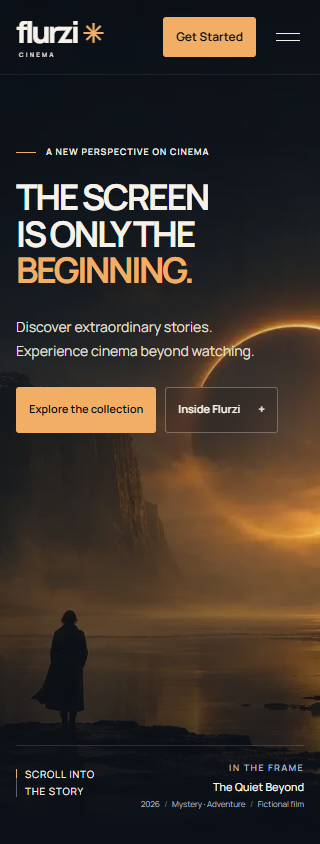 flurzi
CINEMA
Get Started
A NEW PERSPECTIVE ON CINEMA
THE SCREEN
IS ONLY THE
BEGINNING.
Discover extraordinary stories.
Experience cinema beyond watching.
Explore the collection
Inside Flurzi +
SCROLL INTO
THE STORY
IN THE FRAME
The Quiet Beyond
2026 / Mystery · Adventure / Fictional film